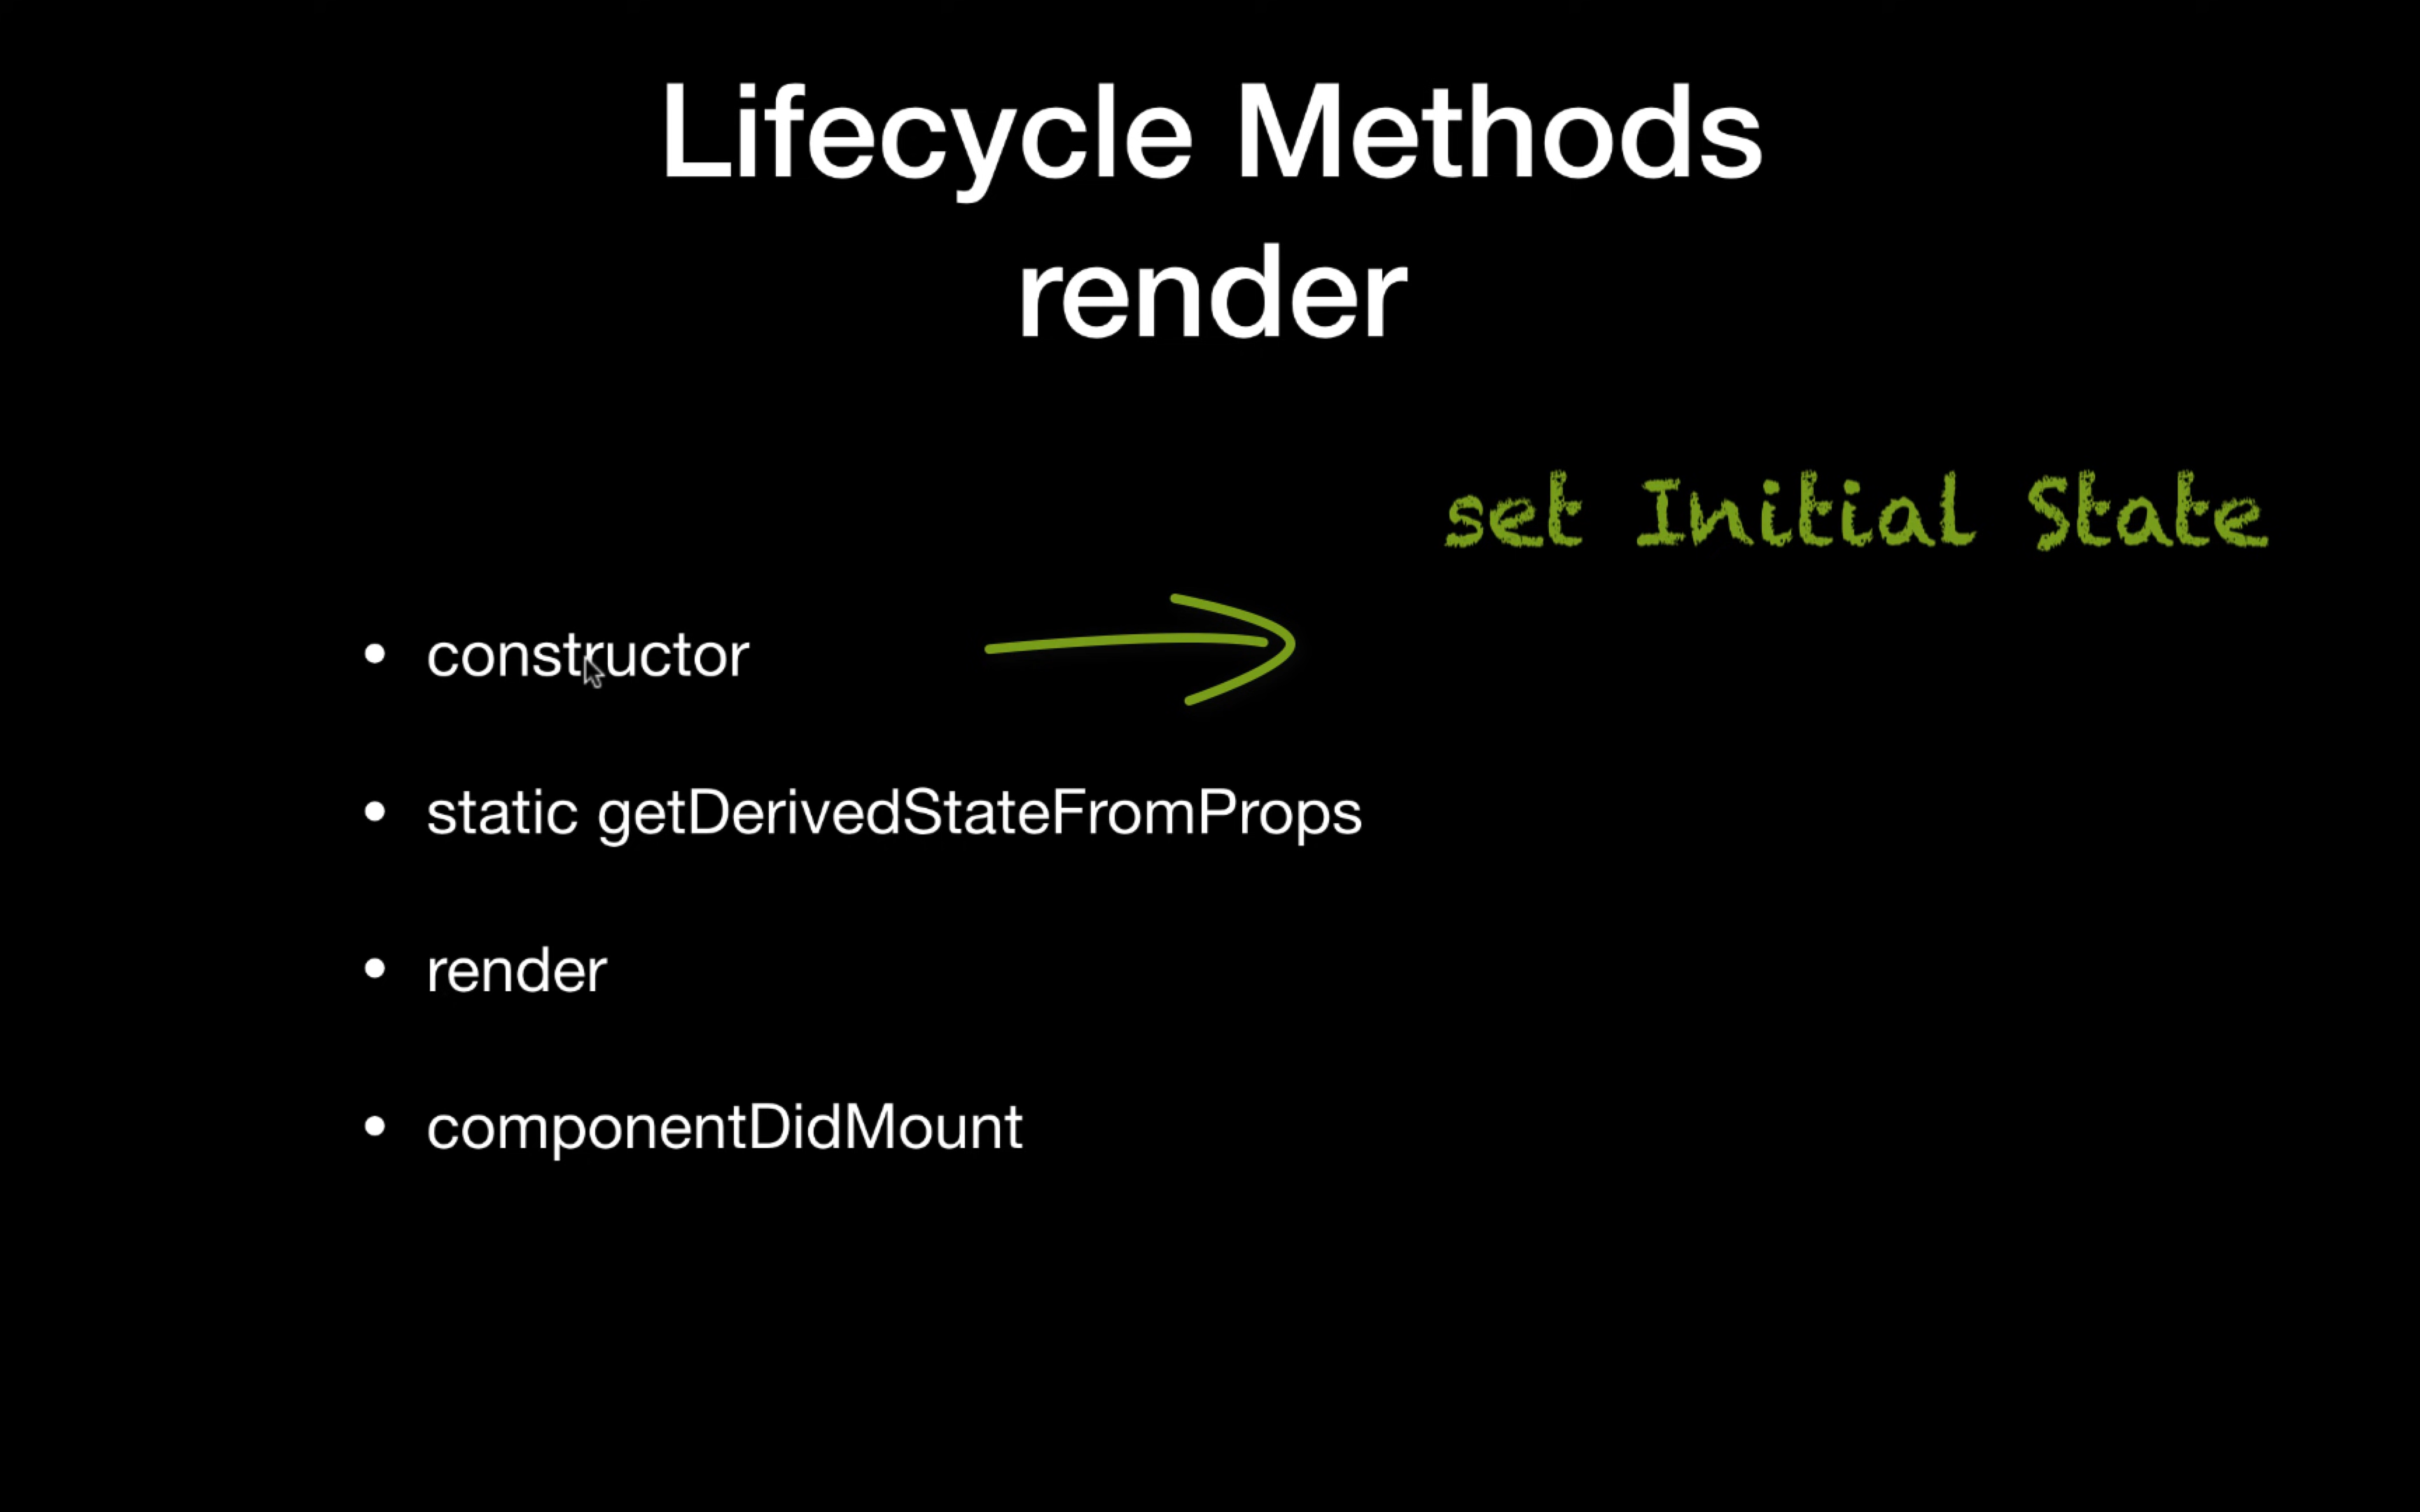 Lifecycle Methods
render
set Initial State
• constructor
• static getDerivedStateFromProps
• render
• componentDidMount